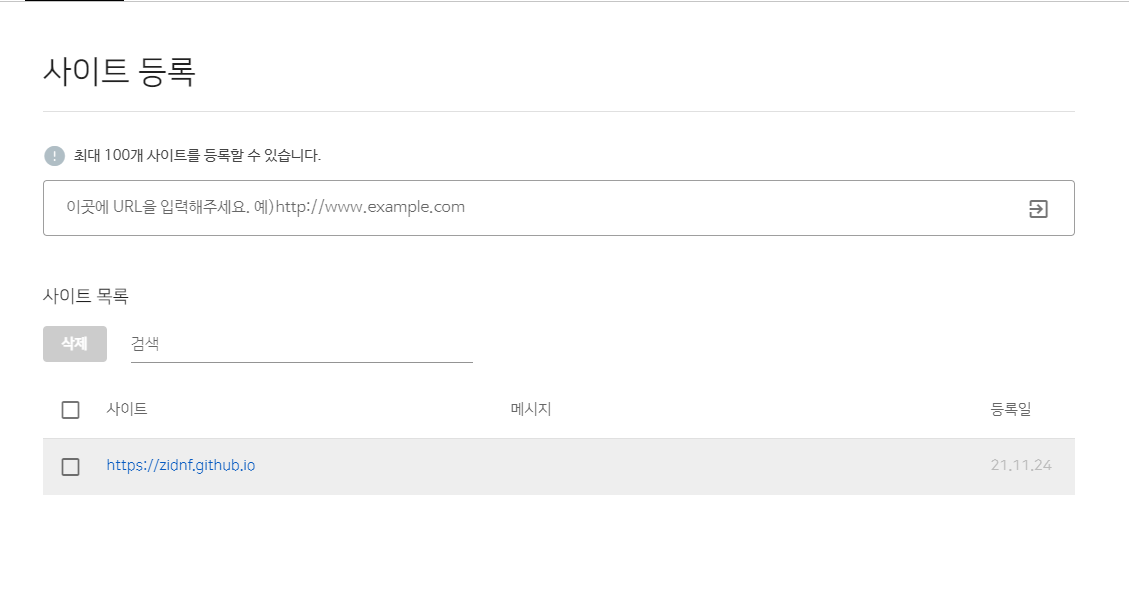 사이트 등록
최대 100개 사이트를 등록할 수 있습니다.
이곳에 URL을 입력해주세요. 예)http://www.example.com
사이트 목록
삭제 검색
사이트 메시지 등록일
https://zidnf.github.io 21.11.24